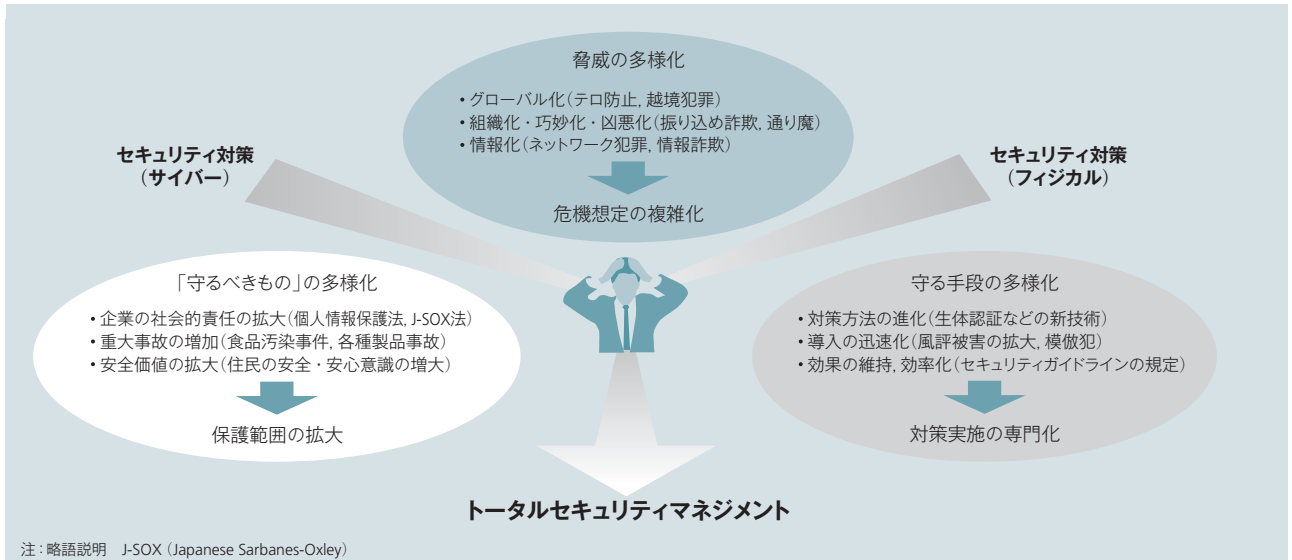 脅威の多様化
• グローバル化(テロ防止, 越境犯罪)
• 組織化・巧妙化・凶悪化(振り込め詐欺, 通り魔)
• 情報化(ネットワーク犯罪, 情報詐欺)
危機想定の複雑化
セキュリティ対策
(サイバー)
セキュリティ対策
(フィジカル)
「守るべきもの」の多様化
• 企業の社会的責任の拡大(個人情報保護法, J-SOX法)
• 重大事故の増加(食品汚染事件, 各種製品事故)
• 安全価値の拡大(住民の安全・安心意識の増大)
保護範囲の拡大
守る手段の多様化
• 対策方法の進化(生体認証などの新技術)
• 導入の迅速化(風評被害の拡大, 模倣犯)
• 効果の維持, 効率化(セキュリティガイドラインの規定)
対策実施の専門化
トータルセキュリティマネジメント
注：略語説明 J-SOX (Japanese Sarbanes-Oxley)